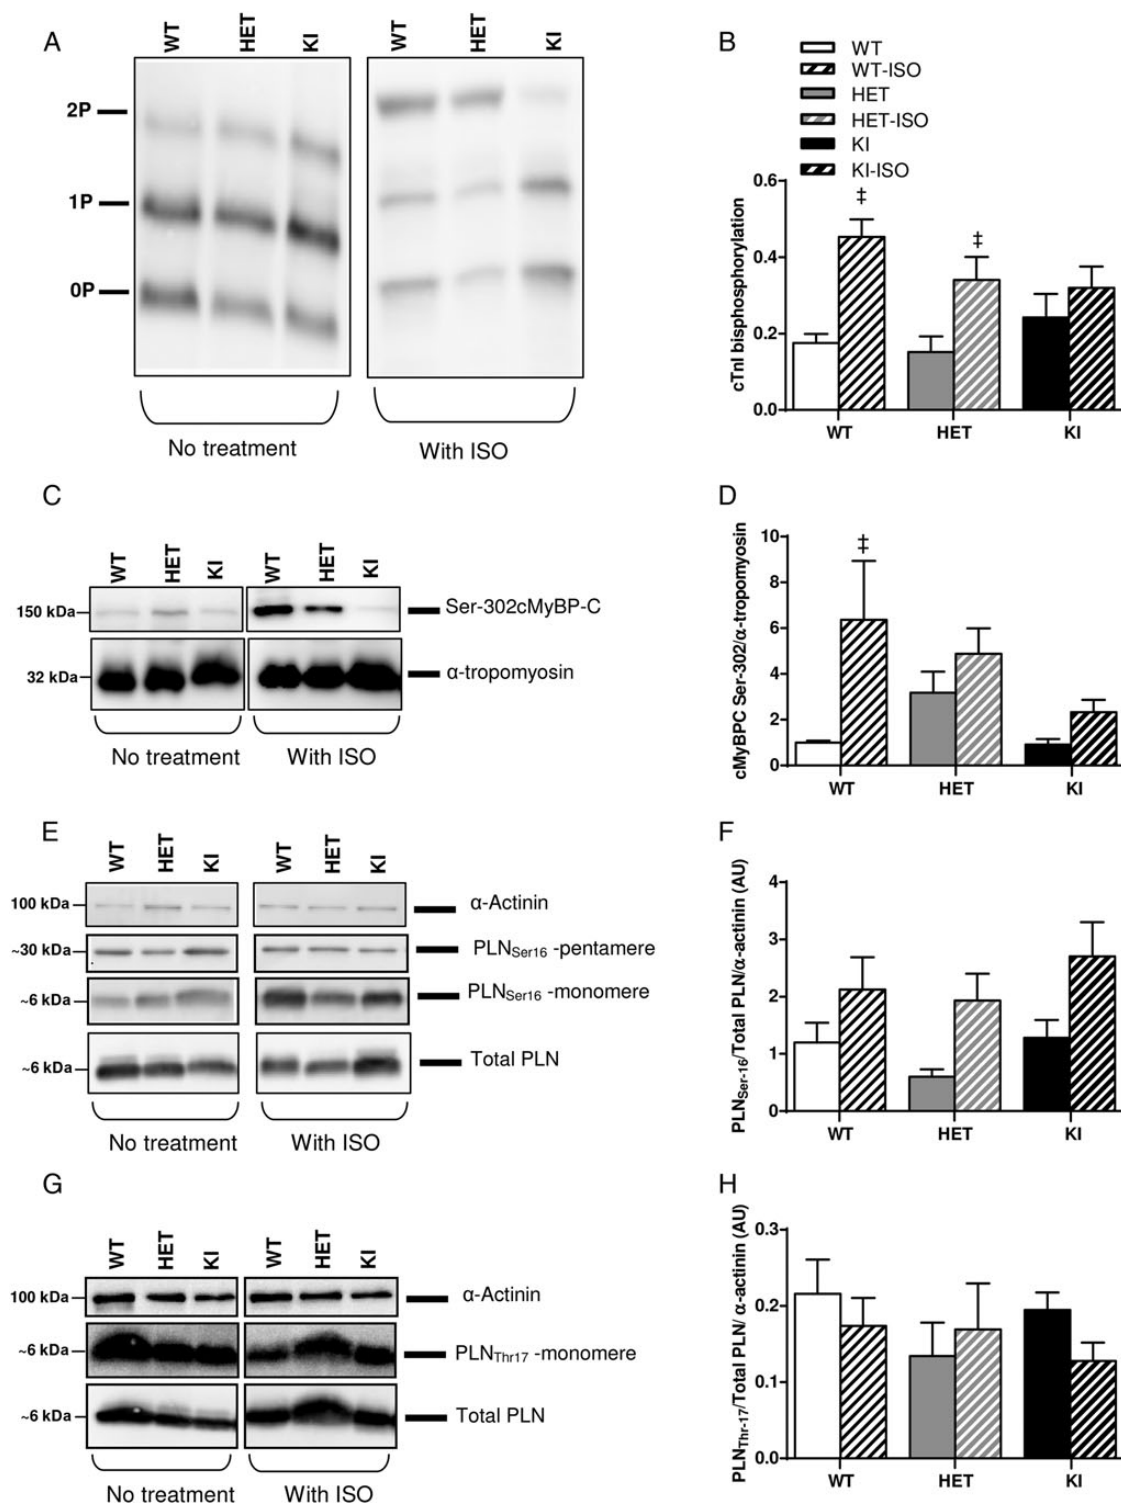 A
WT
HET
KI
WT
HET
KI
2P
1P
0P
No treatment
With ISO
B
WT
WT-ISO
HET
HET-ISO
KI
KI-ISO
cTnI bisphosphorylation
0.6
0.4
0.2
0.0
‡
‡
WT
HET
KI
C
WT
HET
KI
WT
HET
KI
150 kDa
Ser-302cMyBP-C
32 kDa
α-tropomyosin
No treatment
With ISO
D
cMyBPC Ser-302/α-tropomyosin
10
8
6
4
2
0
‡
WT
HET
KI
E
WT
HET
KI
WT
HET
KI
100 kDa
α-Actinin
~30 kDa
PLNSer16 -pentamere
~6 kDa
PLNSer16 -monomere
~6 kDa
Total PLN
No treatment
With ISO
F
PLNSer-16/Total PLN/α-actinin (AU)
4
3
2
1
0
WT
HET
KI
G
WT
HET
KI
WT
HET
KI
100 kDa
α-Actinin
~6 kDa
PLNThr17 -monomere
~6 kDa
Total PLN
No treatment
With ISO
H
PLNThr-17/Total PLN/ α-actinin (AU)
0.3
0.2
0.1
0.0
WT
HET
KI